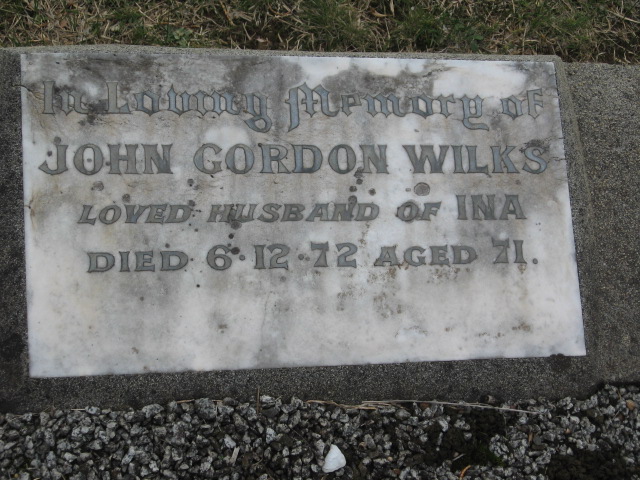 In Loving Memory of
JOHN GORDON WILKS
LOVED HUSBAND OF INA
DIED 6·12·72 AGED 71.